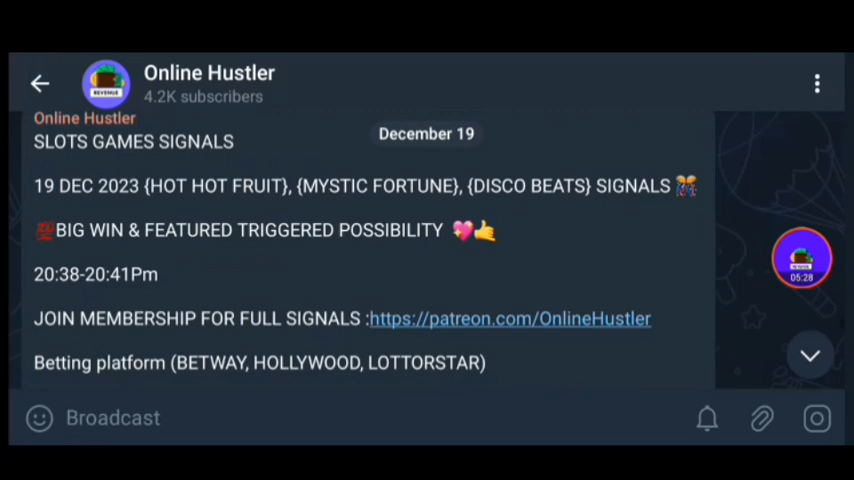 Online Hustler
4.2K subscribers
REVENUE
Online Hustler
December 19
SLOTS GAMES SIGNALS
19 DEC 2023 {HOT HOT FRUIT}, {MYSTIC FORTUNE}, {DISCO BEATS} SIGNALS 🎊
💯BIG WIN & FEATURED TRIGGERED POSSIBILITY 💖🤙
20:38-20:41Pm
05:28
JOIN MEMBERSHIP FOR FULL SIGNALS :https://patreon.com/OnlineHustler
Betting platform (BETWAY, HOLLYWOOD, LOTTORSTAR)
Broadcast